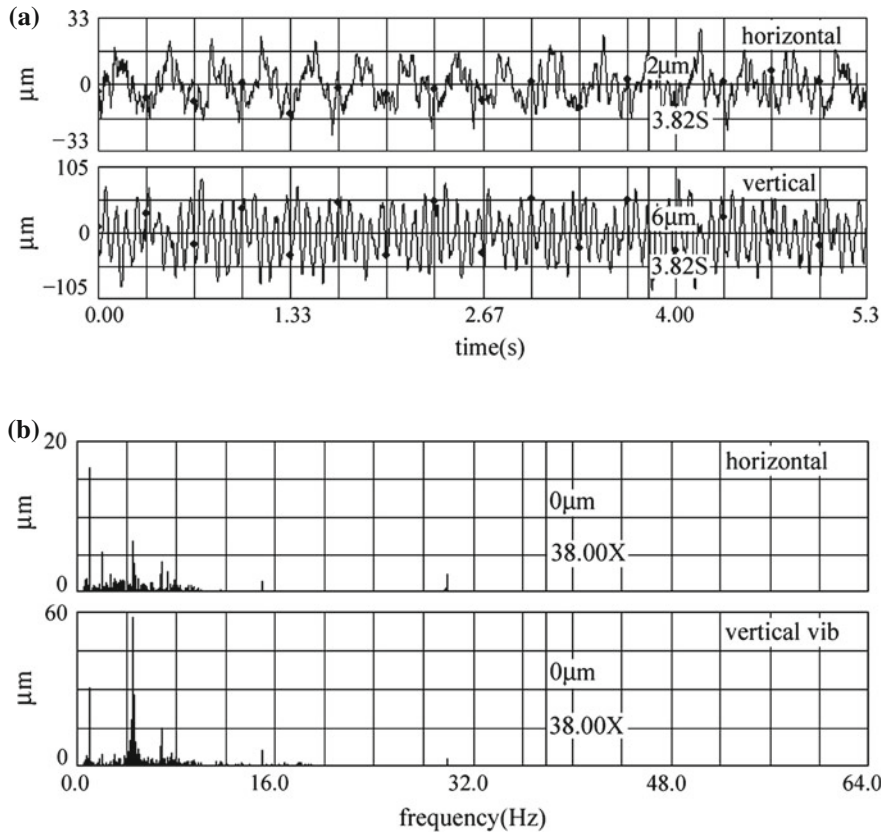 (a)
33
horizontal
μm
0
2μm
3.82S
−33
105
vertical
μm
0
6μm
3.82S
−105
0.00 1.33 2.67 4.00 5.3
time(s)
(b)
20
horizontal
μm
0μm
38.00X
0
60
vertical vib
μm
0μm
38.00X
0
0.0 16.0 32.0 48.0 64.0
frequency(Hz)